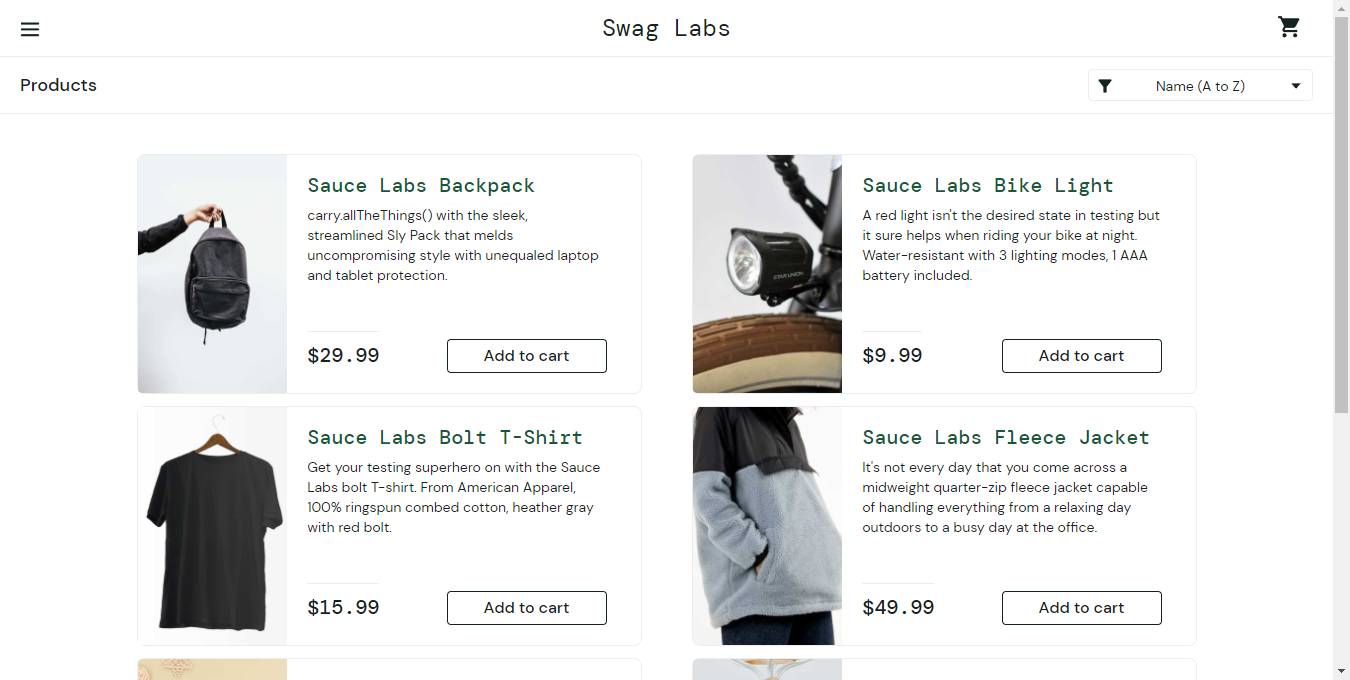 Swag Labs
Products
Name (A to Z)
Sauce Labs Backpack
carry.allTheThings() with the sleek,
streamlined Sly Pack that melds
uncompromising style with unequaled laptop
and tablet protection.
$29.99
Add to cart
Sauce Labs Bike Light
A red light isn't the desired state in testing but
it sure helps when riding your bike at night.
Water-resistant with 3 lighting modes, 1 AAA
battery included.
$9.99
Add to cart
STAR UNION
Sauce Labs Bolt T-Shirt
Get your testing superhero on with the Sauce
Labs bolt T-shirt. From American Apparel,
100% ringspun combed cotton, heather gray
with red bolt.
$15.99
Add to cart
Sauce Labs Fleece Jacket
It's not every day that you come across a
midweight quarter-zip fleece jacket capable
of handling everything from a relaxing day
outdoors to a busy day at the office.
$49.99
Add to cart